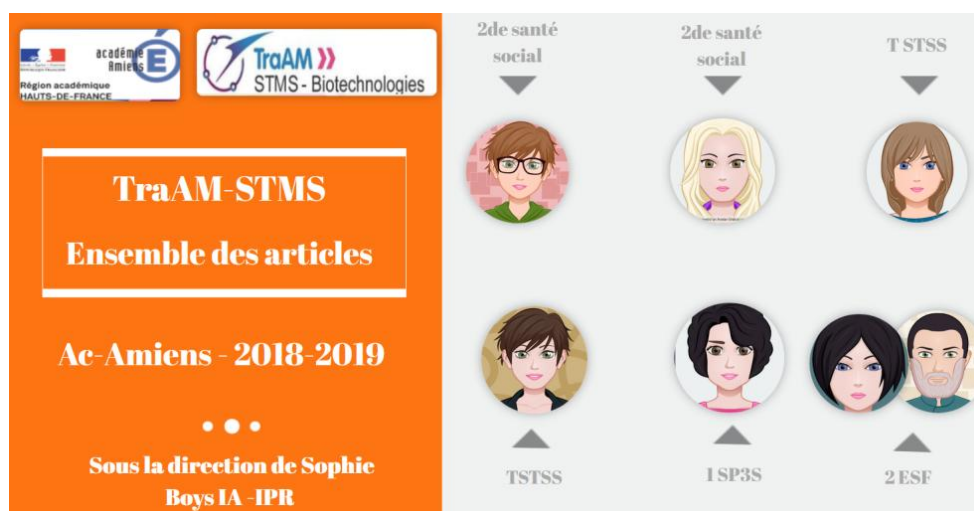 académie
Amiens
Région académique
HAUTS-DE-FRANCE
TraAM
STMS - Biotechnologies
TraAM-STMS
Ensemble des articles
Ac-Amiens - 2018-2019
Sous la direction de Sophie
Boys IA -IPR
2de santé
social
2de santé
social
T STSS
TSTSS
1 SP3S
2 ESF